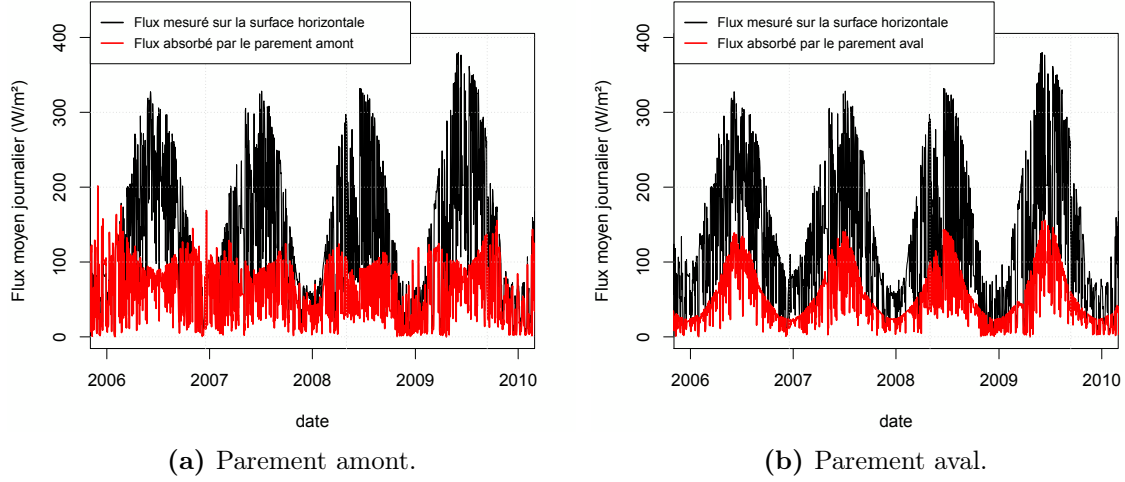 Flux mesuré sur la surface horizontale
Flux absorbé par le parement amont
Flux moyen journalier (W/m²)
400
300
200
100
0
2006
2007
2008
2009
2010
date
(a) Parement amont.
Flux mesuré sur la surface horizontale
Flux absorbé par le parement aval
Flux moyen journalier (W/m²)
400
300
200
100
0
2006
2007
2008
2009
2010
date
(b) Parement aval.